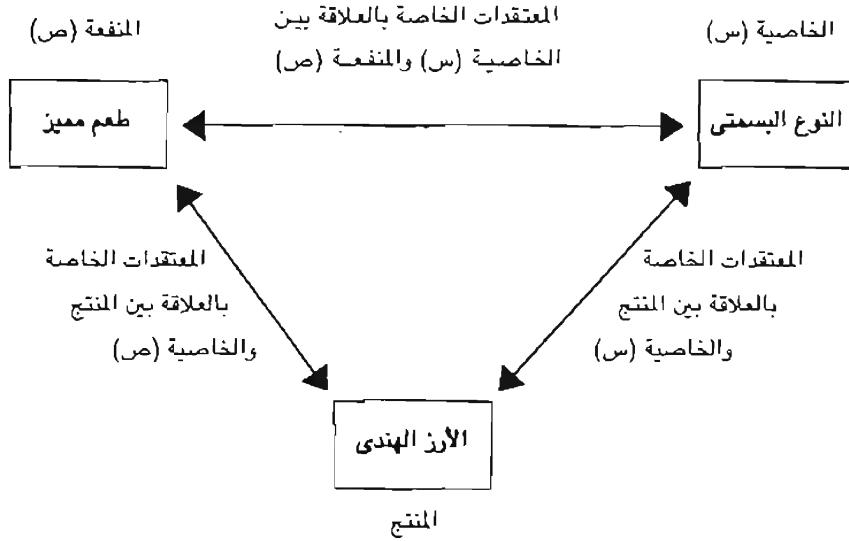 الخاصية (س)
المعتقدات الخاصة بالعلاقة بين
الخاصية (س) والمنفعة (ص)
المنفعة (ص)
النوع البسمتى
طعم مميز
المعتقدات الخاصة
بالعلاقة بين المنتج
والخاصية (س)
المعتقدات الخاصة
بالعلاقة بين المنتج
والخاصية (ص)
الأرز الهندى
المنتج